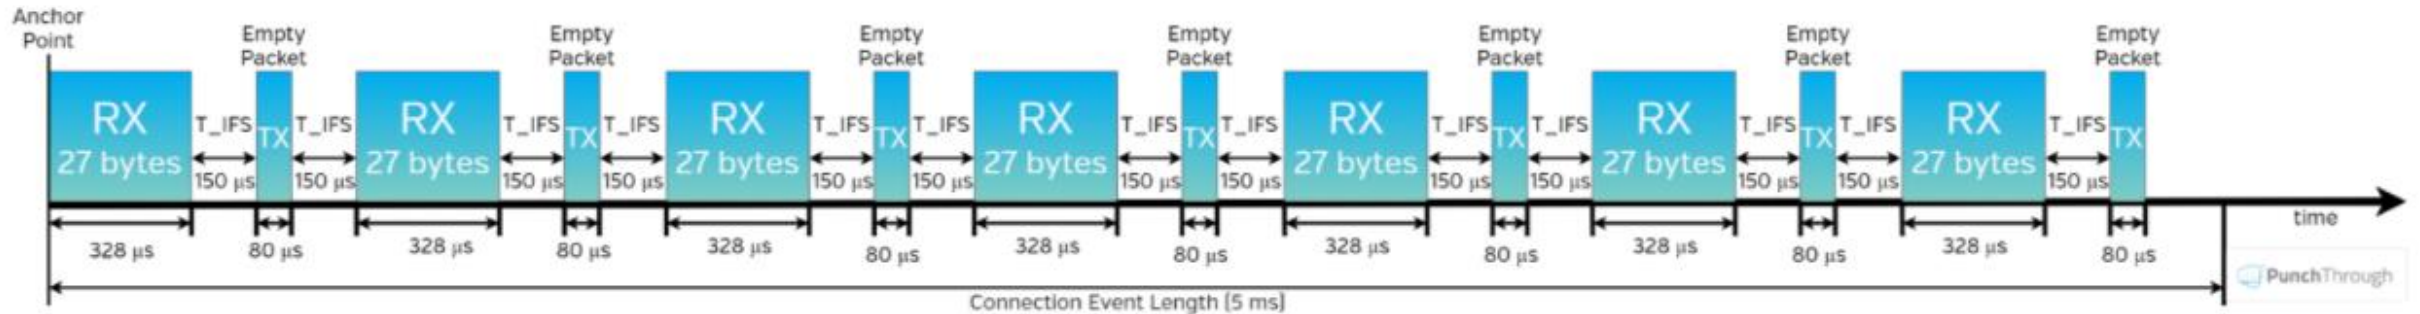 Anchor
Point
Empty
Packet
Empty
Packet
Empty
Packet
Empty
Packet
Empty
Packet
Empty
Packet
Empty
Packet
RX
27 bytes
T_IFS
150 µs
TX
T_IFS
150 µs
RX
27 bytes
T_IFS
150 µs
TX
T_IFS
150 µs
RX
27 bytes
T_IFS
150 µs
TX
T_IFS
150 µs
RX
27 bytes
T_IFS
150 µs
TX
T_IFS
150 µs
RX
27 bytes
T_IFS
150 µs
TX
T_IFS
150 µs
RX
27 bytes
T_IFS
150 µs
TX
T_IFS
150 µs
RX
27 bytes
T_IFS
150 µs
TX
328 µs
80 µs
328 µs
80 µs
328 µs
80 µs
328 µs
80 µs
328 µs
80 µs
328 µs
80 µs
328 µs
80 µs
time
PunchThrough
Connection Event Length (5 ms)